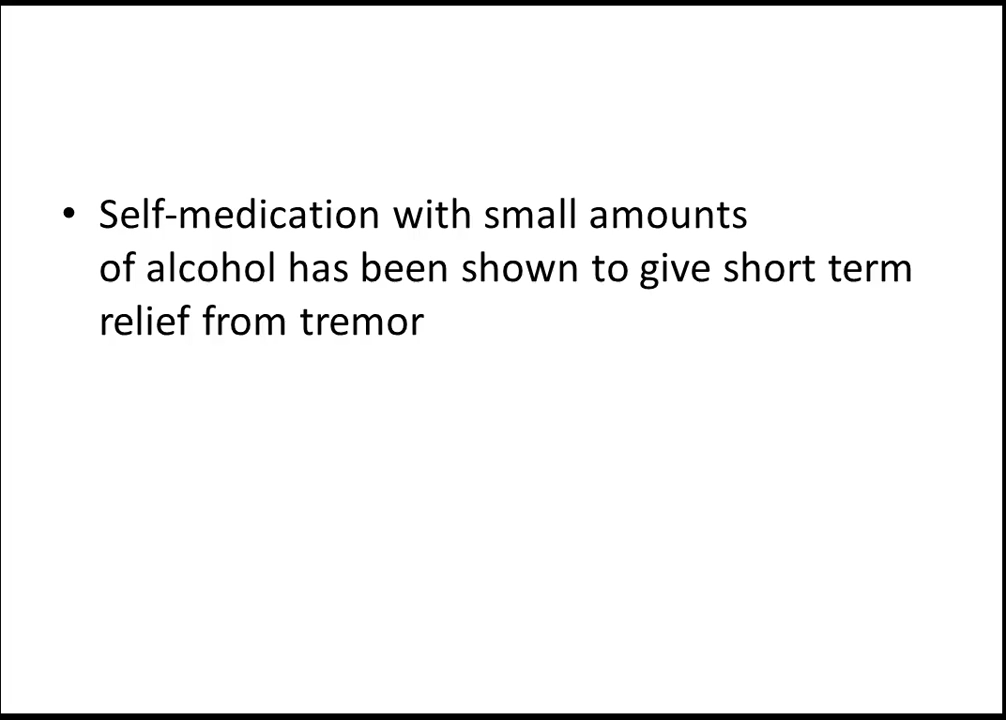 • Self-medication with small amounts
of alcohol has been shown to give short term
relief from tremor